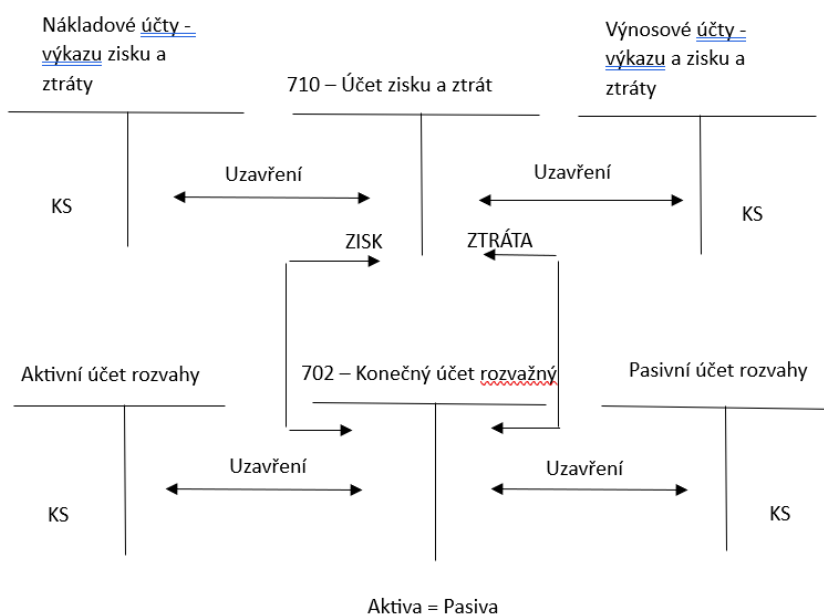 Nákladové účty -
výkazu zisku a
ztráty
710 – Účet zisku a ztrát
Výnosové účty -
výkazu a zisku a
ztráty
KS
Uzavření
Uzavření
KS
ZISK
ZTRÁTA
Aktivní účet rozvahy
702 – Konečný účet rozvažný
Pasivní účet rozvahy
KS
Uzavření
Uzavření
KS
Aktiva = Pasiva